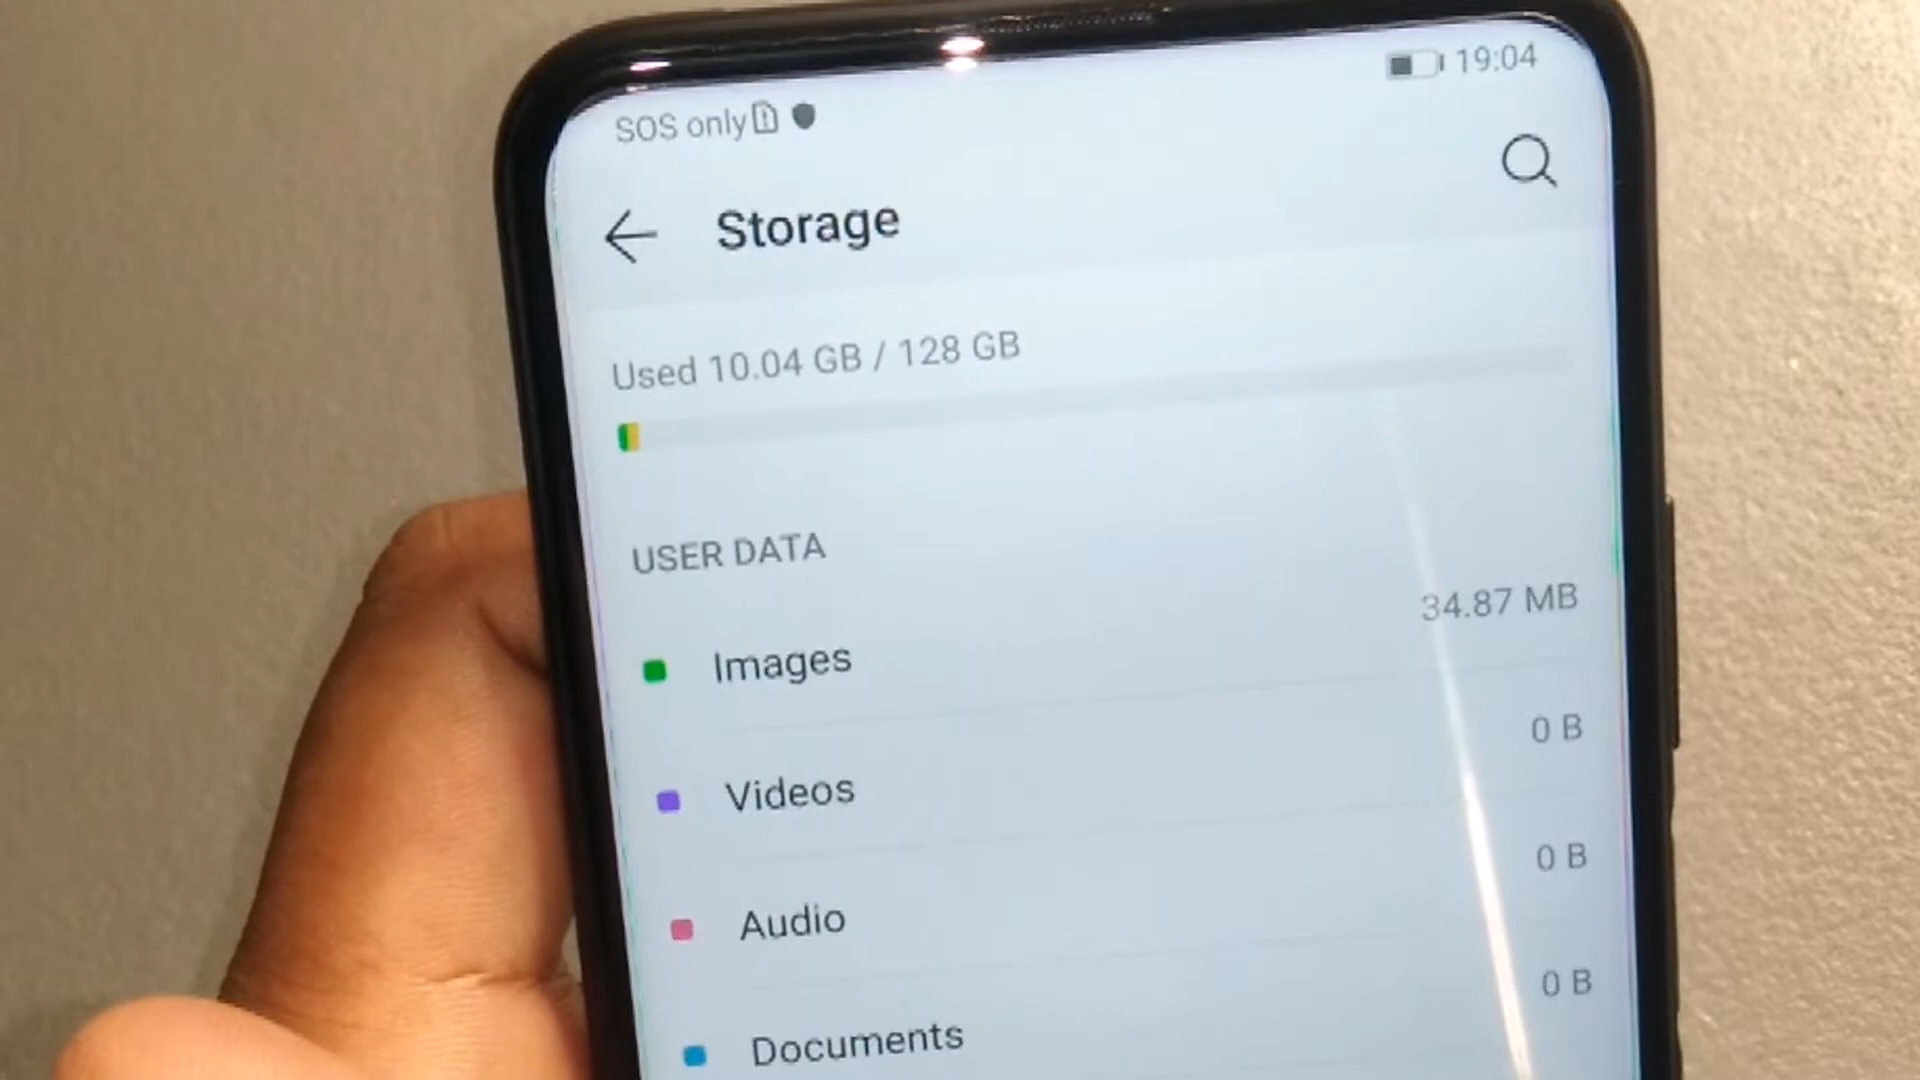 SOS only 19:04
Storage
Used 10.04 GB / 128 GB
USER DATA
Images 34.87 MB
Videos 0 B
Audio 0 B
Documents 0 B